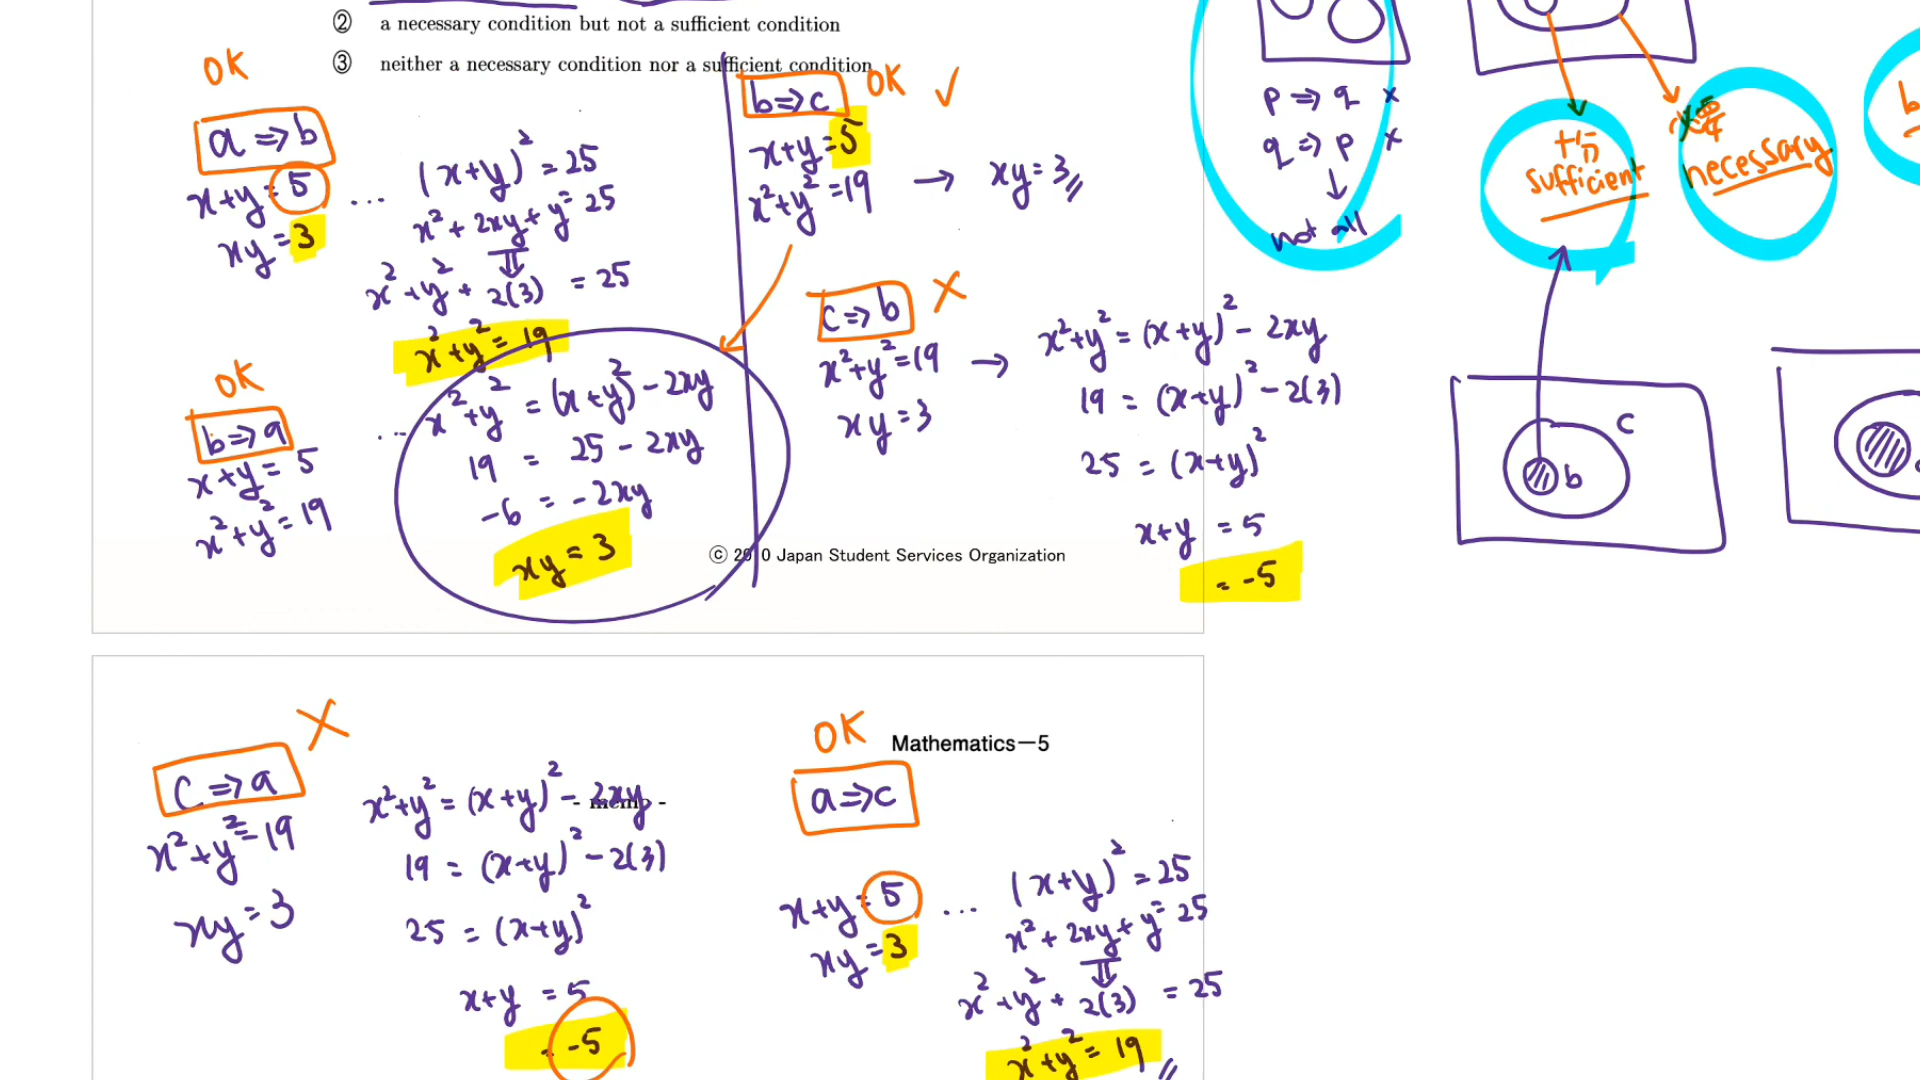 ② a necessary condition but not a sufficient condition
③ neither a necessary condition nor a sufficient condition
OK
a ⇒ b
x+y = 5
xy = 3
... (x+y)² = 25
x² + 2xy + y² = 25
x² + y² + 2(3) = 25
x² + y² = 19
OK
b ⇒ a
x+y = 5
x² + y² = 19
... x² + y² = (x+y)² - 2xy
19 = 25 - 2xy
-6 = -2xy
xy = 3
b ⇒ c OK ✓
x+y = 5
x² + y² = 19 → xy = 3
c ⇒ b ×
x² + y² = 19 →
xy = 3
x² + y² = (x+y)² - 2xy
19 = (x+y)² - 2(3)
25 = (x+y)²
x+y = 5
= -5
© 2010 Japan Student Services Organization
p ⇒ q ×
q ⇒ p ×
↓
not all
十分
sufficient
必要
necessary
b
c
b
c ⇒ a ×
x² + y² = 19
xy = 3
x² + y² = (x+y)² - 2xy
- memo -
19 = (x+y)² - 2(3)
25 = (x+y)²
x+y = 5
= -5
OK
Mathematics－5
a ⇒ c
x+y = 5
xy = 3
... (x+y)² = 25
x² + 2xy + y² = 25
x² + y² + 2(3) = 25
x² + y² = 19